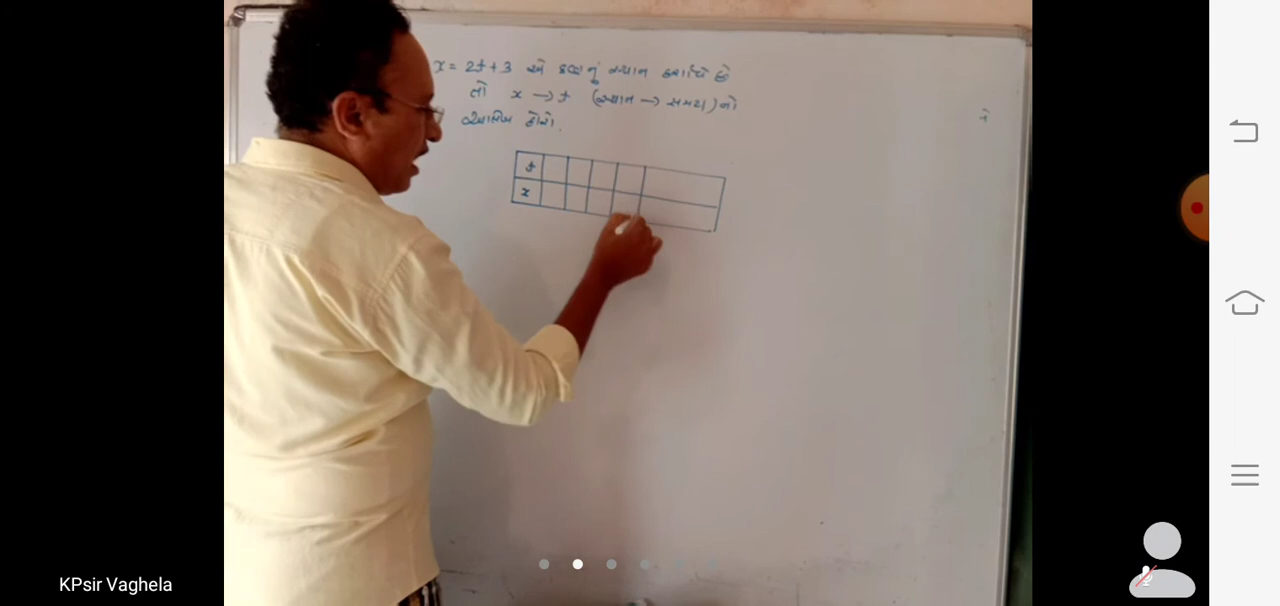 x = 2t + 3 એ કણનું સ્થાન દર્શાવે છે
તો x → t (સ્થાન → સમય) નો
આલેખ દોરો.
t
x
KPsir Vaghela